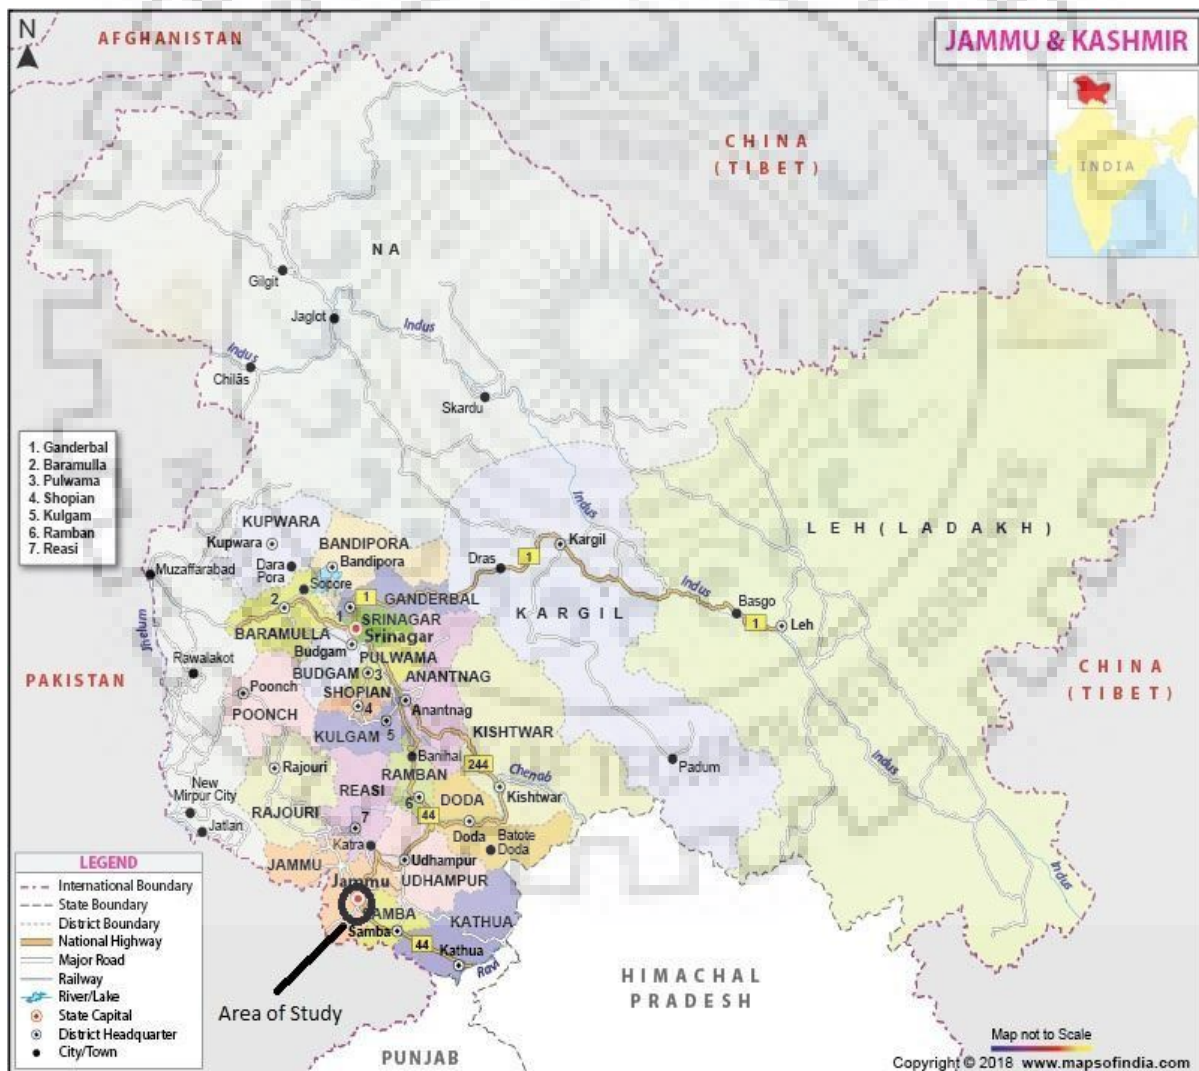 N
AFGHANISTAN
JAMMU & KASHMIR
CHINA
(TIBET)
INDIA
NA
Gilgit
Jaglot
Indus
Indus
Chilās
Skardu
1. Ganderbal
2. Baramulla
3. Pulwama
4. Shopian
5. Kulgam
6. Ramban
7. Reasi
Indus
KUPWARA
Kupwara
BANDIPORA
Bandipora
LEH (LADAKH)
Kargil
Dras
1
Muzaffarabad
Dara
Pora
Sopore
Indus
Basgo
1
Leh
2
1
1
GANDERBAL
KARGIL
SRINAGAR
Srinagar
BARAMULLA
Jhelum
Budgam
PULWAMA
Rawalakot
BUDGAM
3
ANANTNAG
PAKISTAN
CHINA
(TIBET)
Poonch
SHOPIAN
4
Anantnag
POONCH
KULGAM
5
KISHTWAR
Banihal
244
Chenab
Padum
Indus
Rajouri
RAMBAN
REASI
Kishtwar
New
Mirpur City
RAJOURI
6
44
DODA
Jatlan
7
Doda
Batote
Doda
Katra
Udhampur
JAMMU
UDHAMPUR
Indus
Jammu
SAMBA
KATHUA
Samba
44
Kathua
Ravi
LEGEND
International Boundary
State Boundary
District Boundary
National Highway
Major Road
Railway
River/Lake
State Capital
District Headquarter
City/Town
Area of Study
HIMACHAL
PRADESH
PUNJAB
Map not to Scale
Copyright © 2018 www.mapsofindia.com